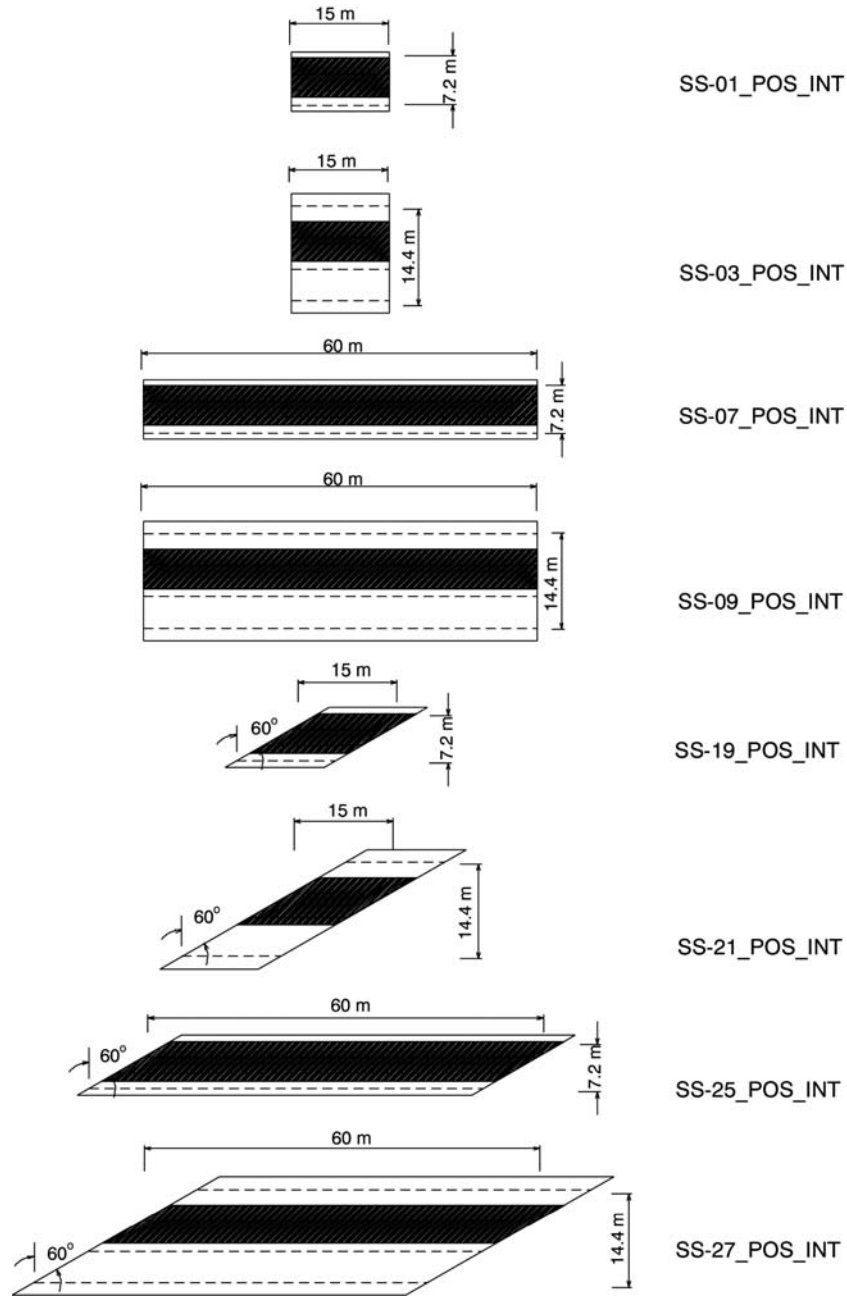 15 m
7.2 m
SS-01_POS_INT
15 m
14.4 m
SS-03_POS_INT
60 m
7.2 m
SS-07_POS_INT
60 m
14.4 m
SS-09_POS_INT
15 m
60°
7.2 m
SS-19_POS_INT
15 m
60°
14.4 m
SS-21_POS_INT
60 m
60°
7.2 m
SS-25_POS_INT
60 m
60°
14.4 m
SS-27_POS_INT